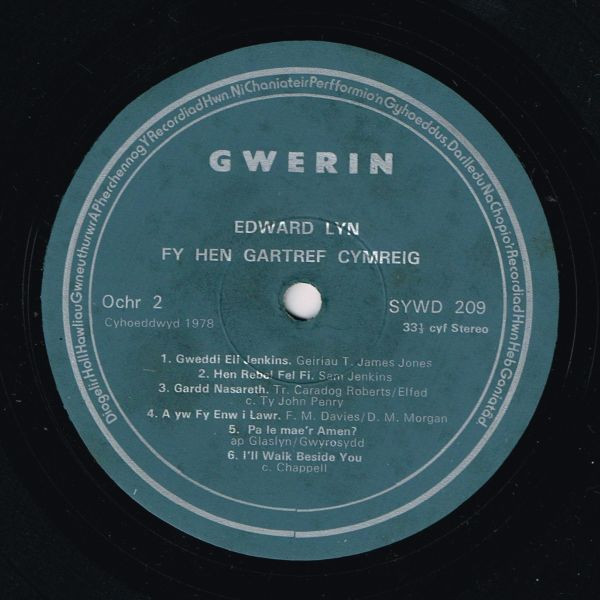 Diogelir Holl Hawliau Gwneuthurwr A Pherchennog Y Recordiad Hwn. Ni Chaniateir Perfformio'n Gyhoeddus, Darlledu Na Chopio'r Recordiad Hwn Heb Ganiatâd.
GWERIN
EDWARD LYN
FY HEN GARTREF CYMREIG
Ochr 2
SYWD 209
Cyhoeddwyd 1978
33⅓ cyf Stereo
1. Gweddi Eli Jenkins. Geiriau T. James Jones
2. Hen Rebel Fel Fi. Sam Jenkins
3. Gardd Nasareth. Tr. Caradog Roberts/Elfed
c. Ty John Penry
4. A yw Fy Enw i Lawr. F. M. Davies/D. M. Morgan
5. Pa le mae'r Amen?
ap Glaslyn/Gwyrosydd
6. I'll Walk Beside You
c. Chappell